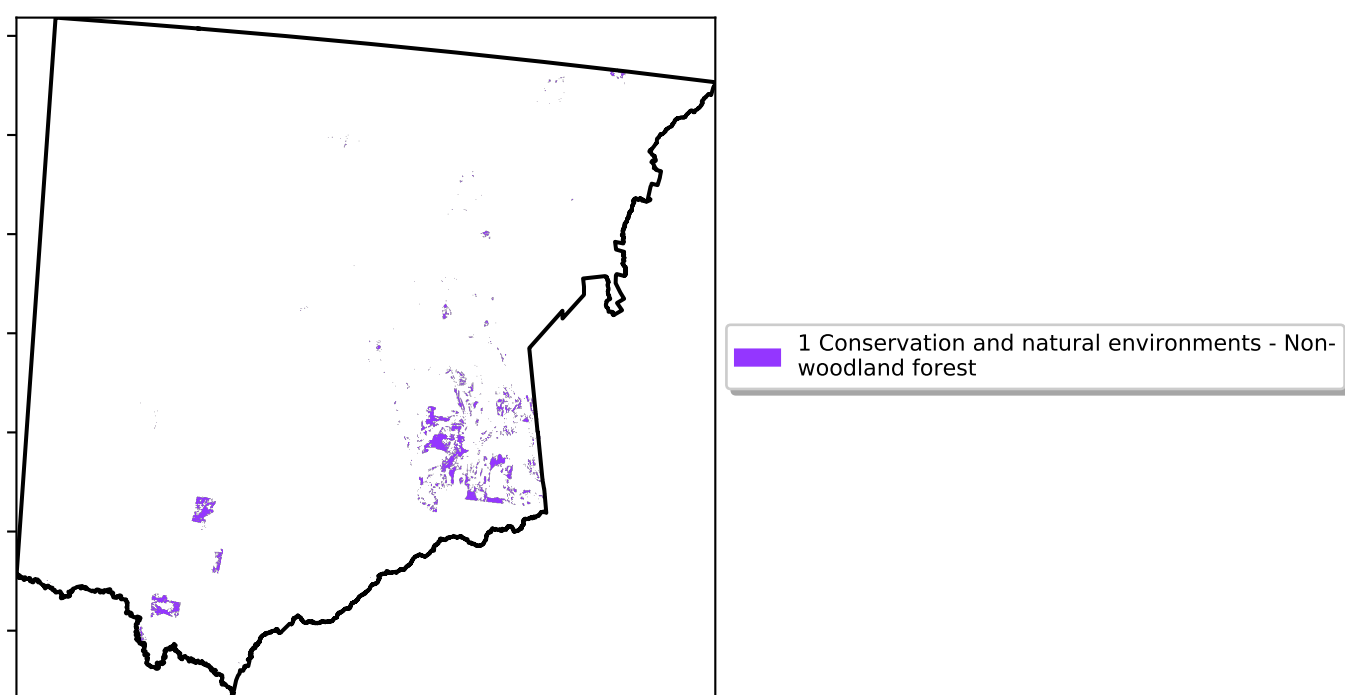 1 Conservation and natural environments - Non-
woodland forest